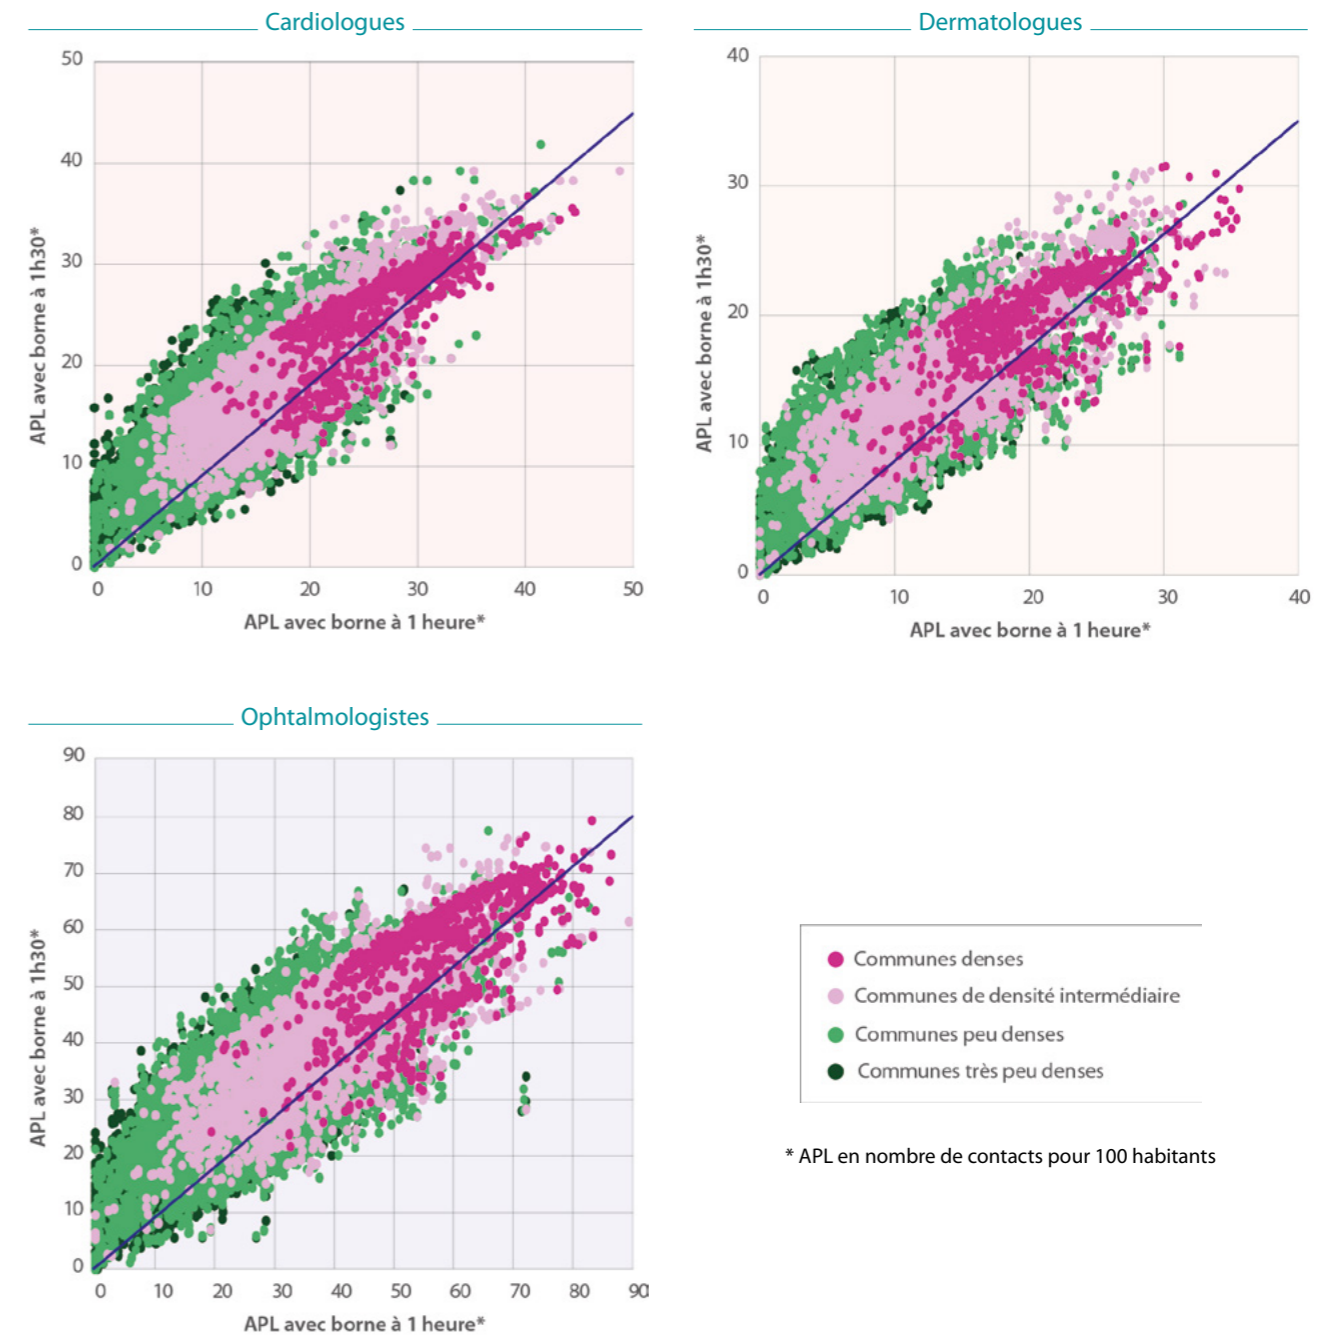 Cardiologues
50
40
30
20
10
0
APL avec borne à 1h30*
0 10 20 30 40 50
APL avec borne à 1 heure*
Dermatologues
40
30
20
10
0
APL avec borne à 1h30*
0 10 20 30 40
APL avec borne à 1 heure*
Ophtalmologistes
90
80
70
60
50
40
30
20
10
0
APL avec borne à 1h30*
0 10 20 30 40 50 60 70 80 90
APL avec borne à 1 heure*
Communes denses
Communes de densité intermédiaire
Communes peu denses
Communes très peu denses
* APL en nombre de contacts pour 100 habitants